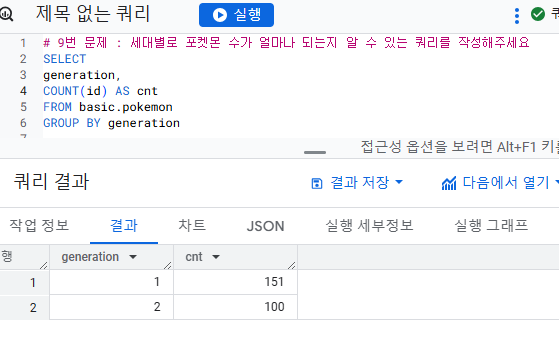 제목 없는 쿼리
실행
1 # 9번 문제 : 세대별로 포켓몬 수가 얼마나 되는지 알 수 있는 쿼리를 작성해주세요
2 SELECT
3 generation,
4 COUNT(id) AS cnt
5 FROM basic.pokemon
6 GROUP BY generation
접근성 옵션을 보려면 Alt+F1 키를
쿼리 결과
결과 저장
다음에서 열기
작업 정보 결과 차트 JSON 실행 세부정보 실행 그래프
행 generation cnt
1 1 151
2 2 100